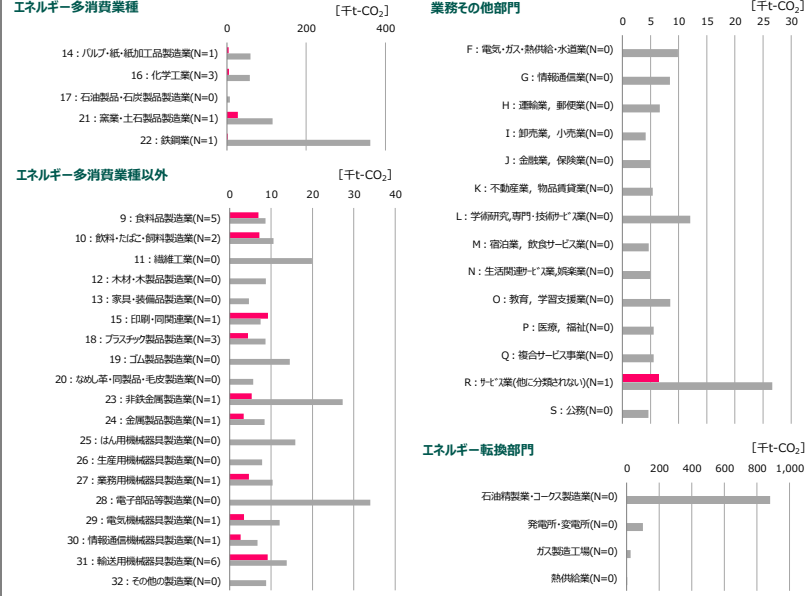 エネルギー多消費業種
[千t-CO₂]
0 200 400
14：パルプ・紙・紙加工品製造業(N=1)
16：化学工業(N=3)
17：石油製品・石炭製品製造業(N=0)
21：窯業・土石製品製造業(N=1)
22：鉄鋼業(N=1)
エネルギー多消費業種以外
[千t-CO₂]
0 10 20 30 40
9：食料品製造業(N=5)
10：飲料・たばこ・飼料製造業(N=2)
11：繊維工業(N=0)
12：木材・木製品製造業(N=0)
13：家具・装備品製造業(N=0)
15：印刷・同関連業(N=1)
18：プラスチック製品製造業(N=3)
19：ゴム製品製造業(N=0)
20：なめし革・同製品・毛皮製造業(N=0)
23：非鉄金属製造業(N=1)
24：金属製品製造業(N=1)
25：はん用機械器具製造業(N=0)
26：生産用機械器具製造業(N=0)
27：業務用機械器具製造業(N=1)
28：電子部品等製造業(N=0)
29：電気機械器具製造業(N=1)
30：情報通信機械器具製造業(N=1)
31：輸送用機械器具製造業(N=6)
32：その他の製造業(N=0)
業務その他部門
[千t-CO₂]
0 5 10 15 20 25 30
F：電気・ガス・熱供給・水道業(N=0)
G：情報通信業(N=0)
H：運輸業，郵便業(N=0)
I：卸売業，小売業(N=0)
J：金融業，保険業(N=0)
K：不動産業，物品賃貸業(N=0)
L：学術研究,専門・技術サービス業(N=0)
M：宿泊業，飲食サービス業(N=0)
N：生活関連サービス業,娯楽業(N=0)
O：教育，学習支援業(N=0)
P：医療，福祉(N=0)
Q：複合サービス事業(N=0)
R：サービス業(他に分類されない)(N=1)
S：公務(N=0)
エネルギー転換部門
[千t-CO₂]
0 200 400 600 800 1,000
石油精製業・コークス製造業(N=0)
発電所・変電所(N=0)
ガス製造工場(N=0)
熱供給業(N=0)